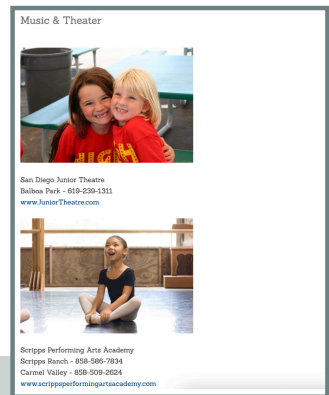 Music & Theater
San Diego Junior Theatre
Balboa Park - 619-239-1311
www.JuniorTheatre.com
Scripps Performing Arts Academy
Scripps Ranch - 858-586-7834
Carmel Valley - 858-509-2624
www.scrippsperformingartsacademy.com